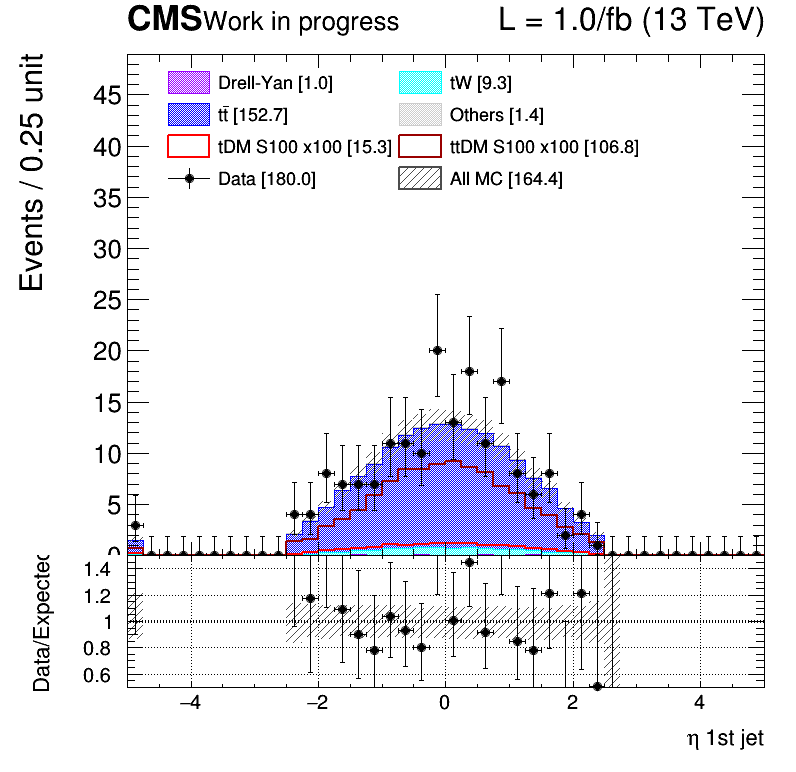 CMS Work in progress L = 1.0/fb (13 TeV)
Events / 0.25 unit
Drell-Yan [1.0] tW [9.3]
tt̄ [152.7] Others [1.4]
tDM S100 x100 [15.3] ttDM S100 x100 [106.8]
Data [180.0] All MC [164.4]
45
40
35
30
25
20
15
10
5
0
Data/Expected
1.4
1.2
1
0.8
0.6
−4 −2 0 2 4
η 1st jet